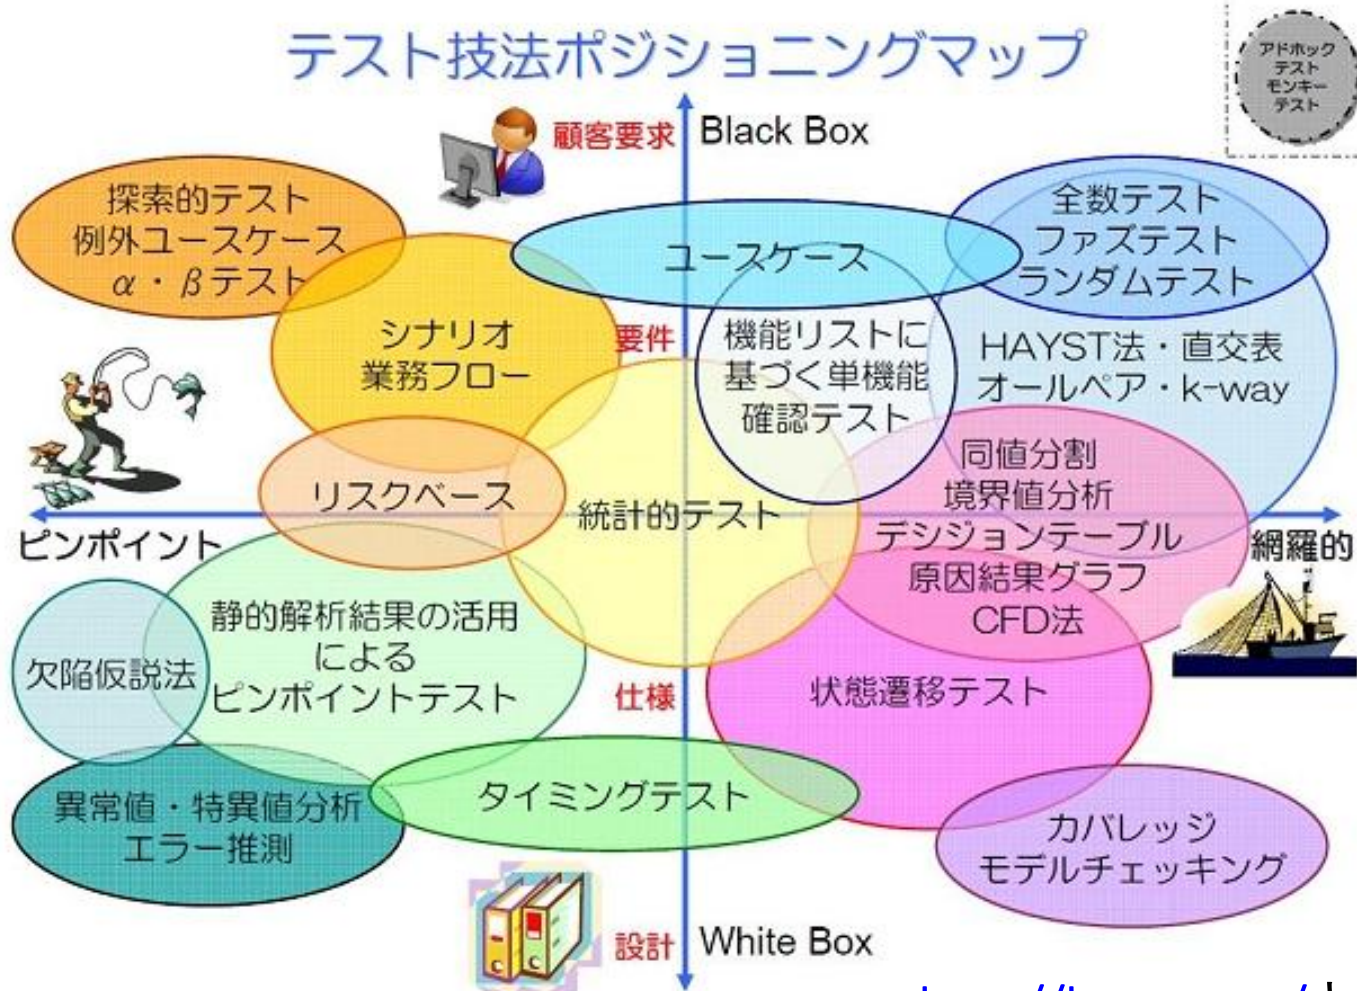 テスト技法ポジショニングマップ
アドホック
テスト
モンキー
テスト
顧客要求
Black Box
探索的テスト
例外ユースケース
α・βテスト
ユースケース
全数テスト
ファズテスト
ランダムテスト
シナリオ
業務フロー
要件
機能リストに
基づく単機能
確認テスト
HAYST法・直交表
オールペア・k-way
リスクベース
統計的テスト
同値分割
境界値分析
デシジョンテーブル
原因結果グラフ
CFD法
ピンポイント
網羅的
欠陥仮説法
静的解析結果の活用
による
ピンポイントテスト
仕様
状態遷移テスト
異常値・特異値分析
エラー推測
タイミングテスト
カバレッジ
モデルチェッキング
設計
White Box